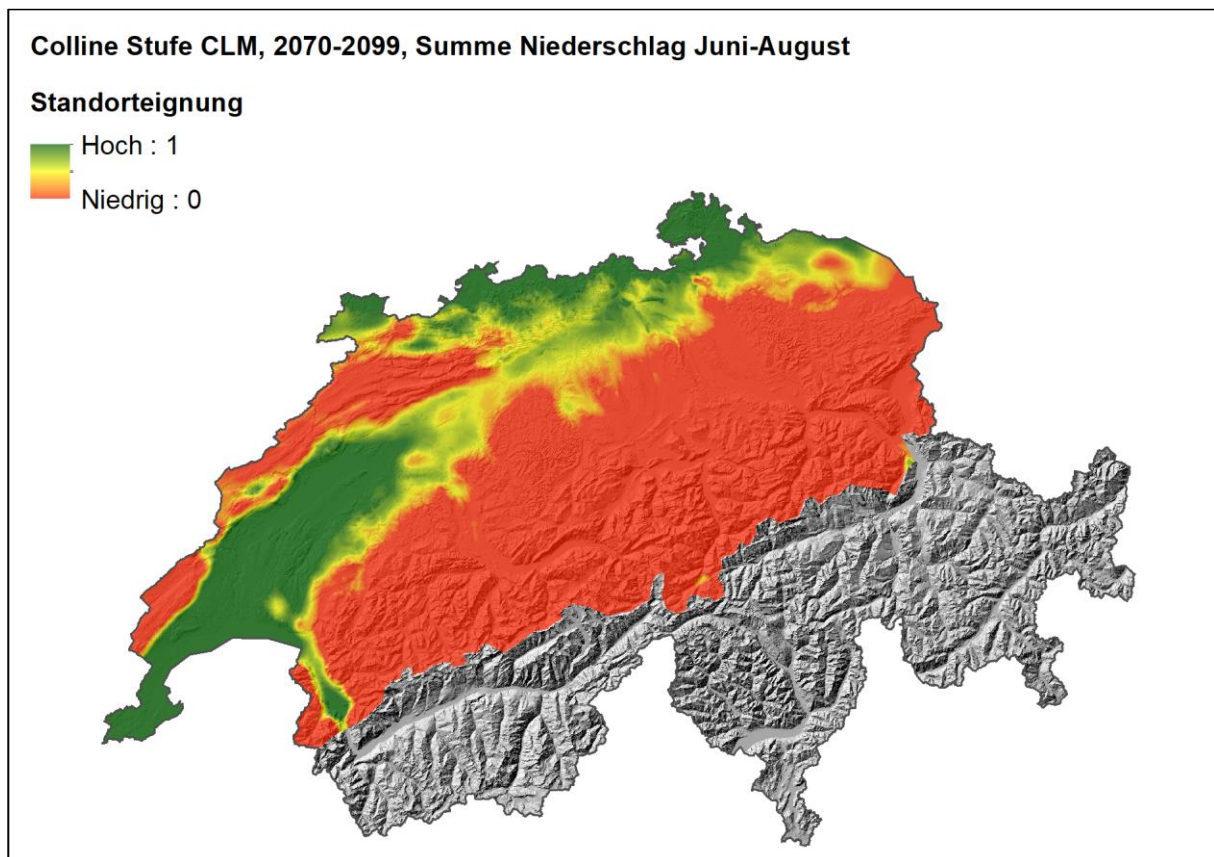 Colline Stufe CLM, 2070-2099, Summe Niederschlag Juni-August
Standorteignung
Hoch : 1
Niedrig : 0